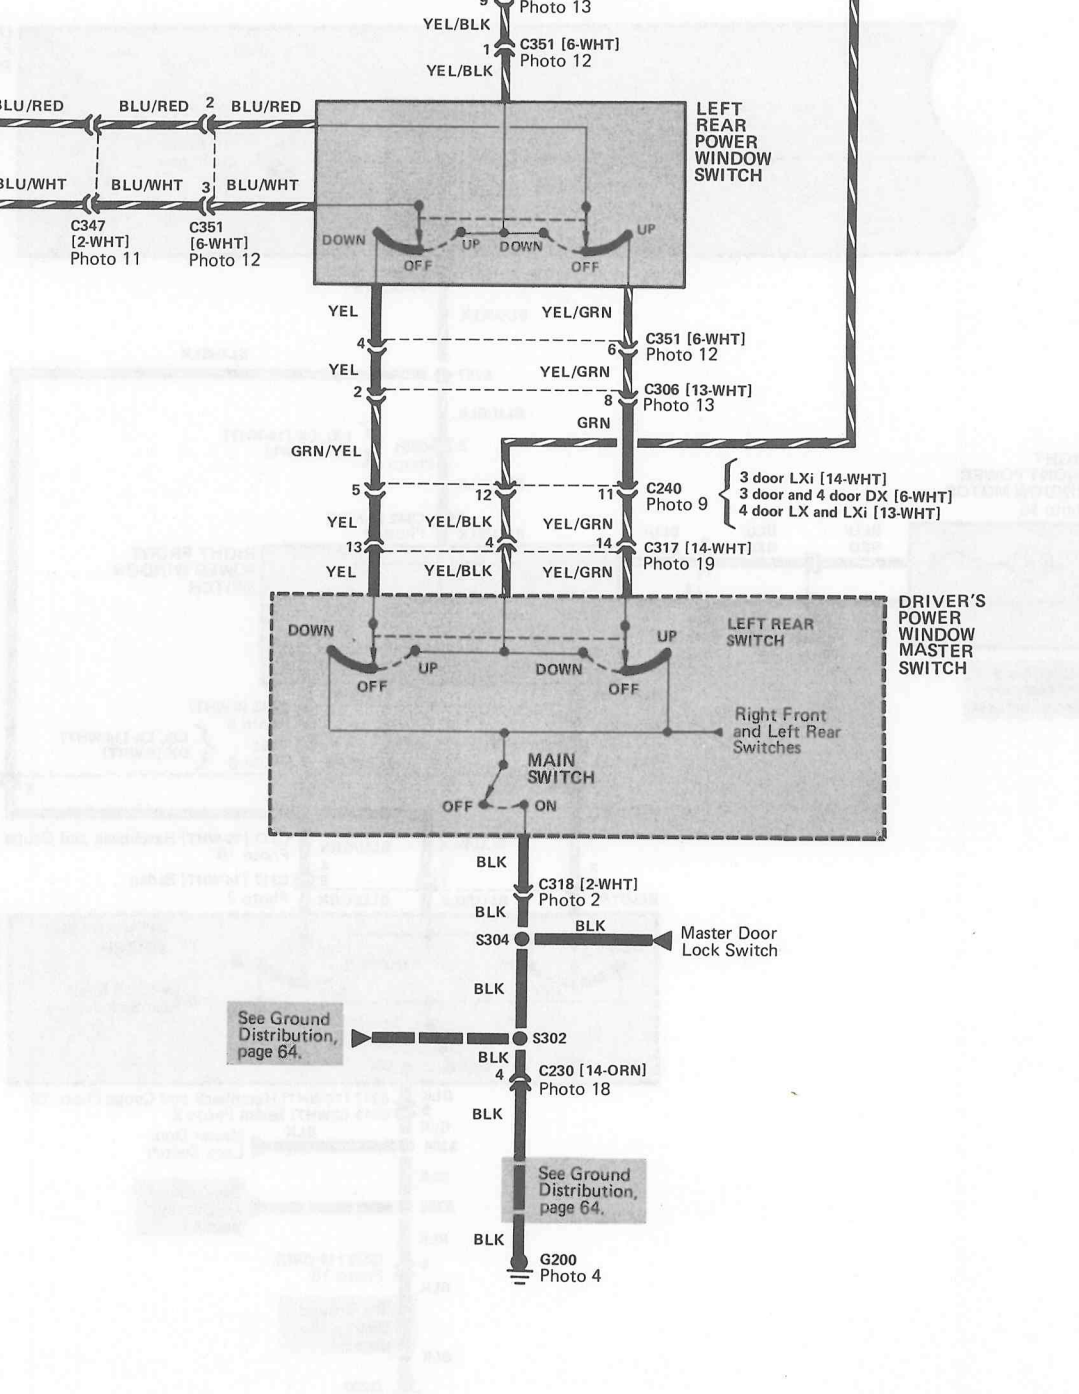 9
Photo 13
YEL/BLK
1
C351 [6-WHT]
Photo 12
YEL/BLK
BLU/RED
BLU/RED
2
BLU/RED
LEFT
REAR
POWER
WINDOW
SWITCH
BLU/WHT
BLU/WHT
3
BLU/WHT
C347
[2-WHT]
Photo 11
C351
[6-WHT]
Photo 12
DOWN
OFF
UP
DOWN
OFF
UP
YEL
YEL/GRN
4
6
C351 [6-WHT]
Photo 12
YEL
YEL/GRN
2
8
C306 [13-WHT]
Photo 13
GRN
GRN/YEL
5
12
11
C240
Photo 9
3 door LXi [14-WHT]
3 door and 4 door DX [6-WHT]
4 door LX and LXi [13-WHT]
YEL
YEL/BLK
YEL/GRN
13
4
14
C317 [14-WHT]
Photo 19
YEL
YEL/BLK
YEL/GRN
DRIVER'S
POWER
WINDOW
MASTER
SWITCH
DOWN
LEFT REAR
SWITCH
UP
UP
DOWN
OFF
OFF
Right Front
and Left Rear
Switches
MAIN
SWITCH
OFF
ON
BLK
C318 [2-WHT]
Photo 2
BLK
S304
BLK
Master Door
Lock Switch
BLK
See Ground
Distribution,
page 64.
S302
BLK
4
C230 [14-ORN]
Photo 18
BLK
See Ground
Distribution,
page 64.
BLK
G200
Photo 4